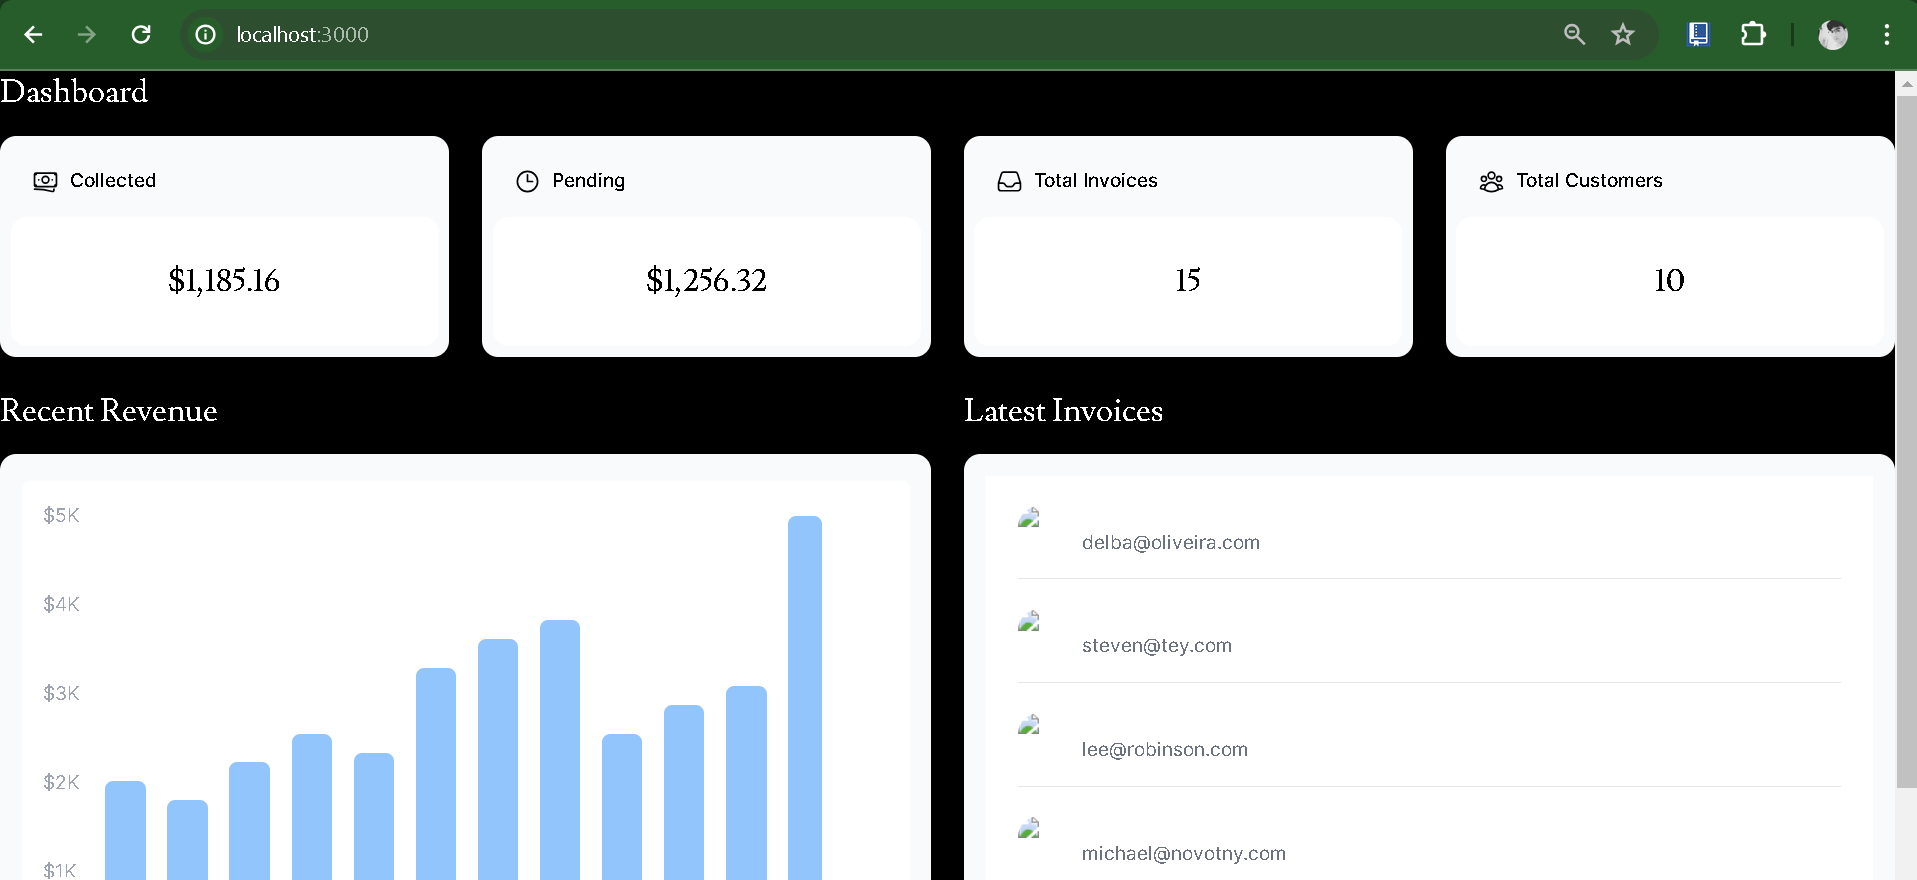 localhost:3000
Dashboard
Collected
$1,185.16
Pending
$1,256.32
Total Invoices
15
Total Customers
10
Recent Revenue
$5K
$4K
$3K
$2K
$1K
Latest Invoices
delba@oliveira.com
steven@tey.com
lee@robinson.com
michael@novotny.com